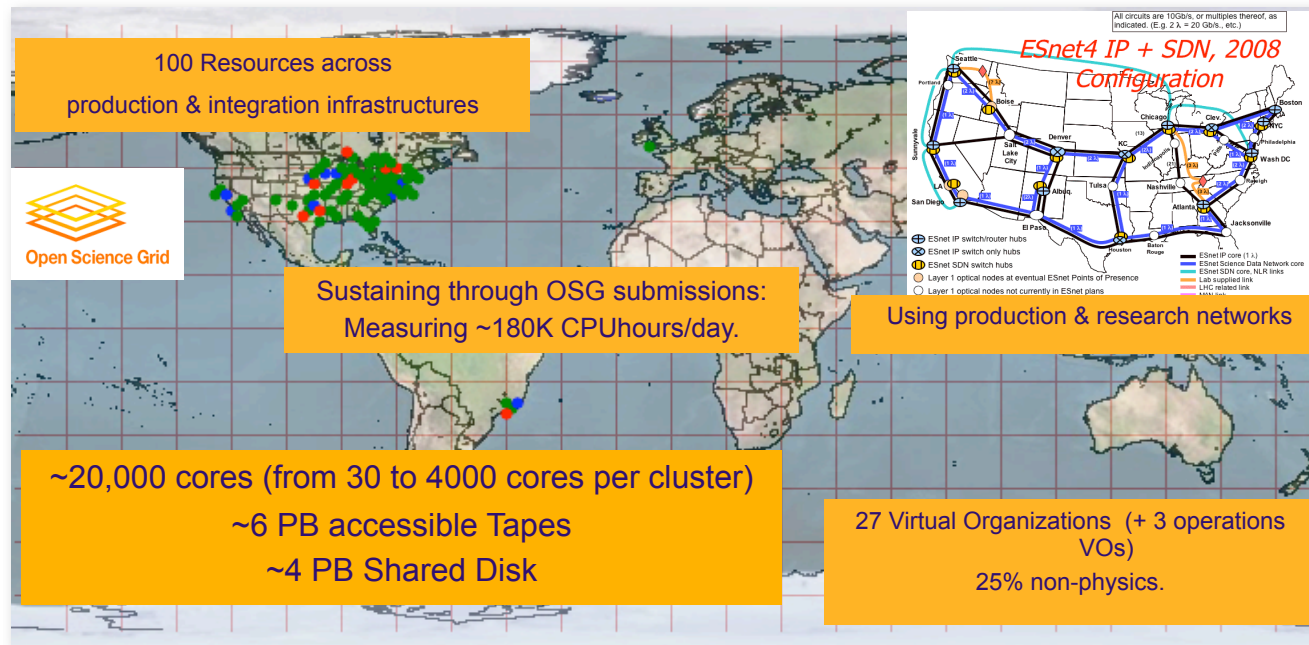 100 Resources across
production & integration infrastructures
Open Science Grid
Sustaining through OSG submissions:
Measuring ~180K CPUhours/day.
~20,000 cores (from 30 to 4000 cores per cluster)
~6 PB accessible Tapes
~4 PB Shared Disk
All circuits are 10Gb/s, or multiples thereof, as
indicated. (E.g. 2 λ = 20 Gb/s., etc.)
ESnet4 IP + SDN, 2008
Configuration
Seattle
Portland
Boise
Boston
Chicago
Clev.
NYC
Philadelphia
Denver
KC
Salt
Lake
City
Sunnyvale
Indianapolis
Wash DC
LA
Albuq.
Tulsa
Nashville
Raleigh
San Diego
Atlanta
El Paso
Jacksonville
Houston
Baton
Rouge
ESnet IP switch/router hubs
ESnet IP switch only hubs
ESnet SDN switch hubs
Layer 1 optical nodes at eventual ESnet Points of Presence
Layer 1 optical nodes not currently in ESnet plans
ESnet IP core (1 λ)
ESnet Science Data Network core
ESnet SDN core, NLR links
Lab supplied link
LHC related link
Using production & research networks
27 Virtual Organizations (+ 3 operations
VOs)
25% non-physics.